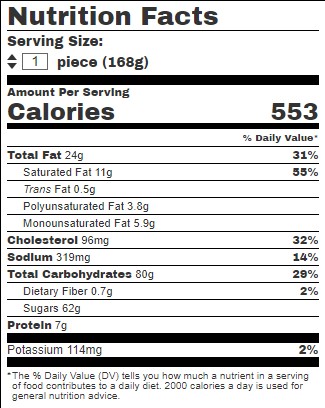 Nutrition Facts
Serving Size:
1 piece (168g)
Amount Per Serving
Calories 553
% Daily Value*
Total Fat 24g 31%
Saturated Fat 11g 55%
Trans Fat 0.5g
Polyunsaturated Fat 3.8g
Monounsaturated Fat 5.9g
Cholesterol 96mg 32%
Sodium 319mg 14%
Total Carbohydrates 80g 29%
Dietary Fiber 0.7g 2%
Sugars 62g
Protein 7g
Potassium 114mg 2%
*The % Daily Value (DV) tells you how much a nutrient in a serving
of food contributes to a daily diet. 2000 calories a day is used for
general nutrition advice.